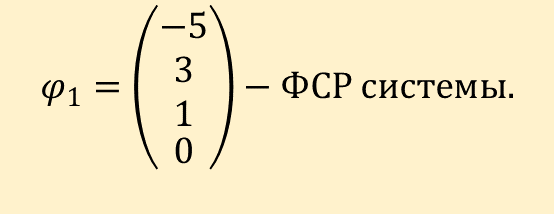 φ₁ = (−5 3 1 0) − ФСР системы.